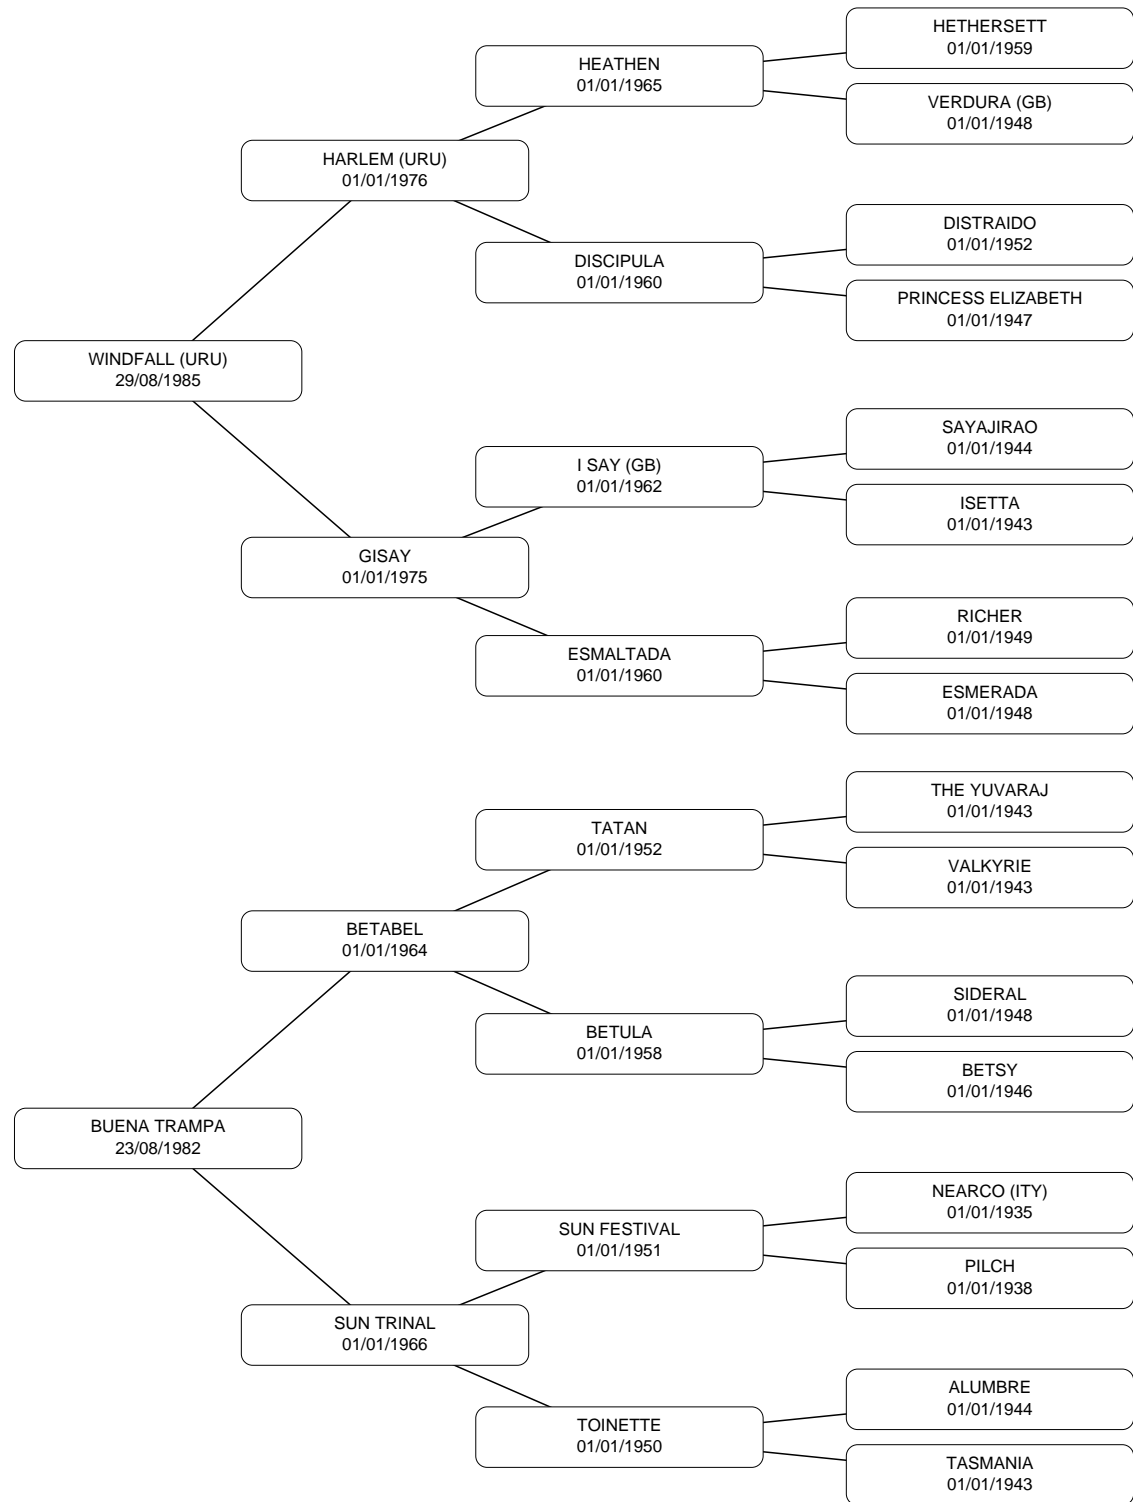 HETHERSETT
01/01/1959
HEATHEN
01/01/1965
VERDURA (GB)
01/01/1948
HARLEM (URU)
01/01/1976
DISTRAIDO
01/01/1952
DISCIPULA
01/01/1960
PRINCESS ELIZABETH
01/01/1947
WINDFALL (URU)
29/08/1985
SAYAJIRAO
01/01/1944
I SAY (GB)
01/01/1962
ISETTA
01/01/1943
GISAY
01/01/1975
RICHER
01/01/1949
ESMALTADA
01/01/1960
ESMERADA
01/01/1948
THE YUVARAJ
01/01/1943
TATAN
01/01/1952
VALKYRIE
01/01/1943
BETABEL
01/01/1964
SIDERAL
01/01/1948
BETULA
01/01/1958
BETSY
01/01/1946
BUENA TRAMPA
23/08/1982
NEARCO (ITY)
01/01/1935
SUN FESTIVAL
01/01/1951
PILCH
01/01/1938
SUN TRINAL
01/01/1966
ALUMBRE
01/01/1944
TOINETTE
01/01/1950
TASMANIA
01/01/1943